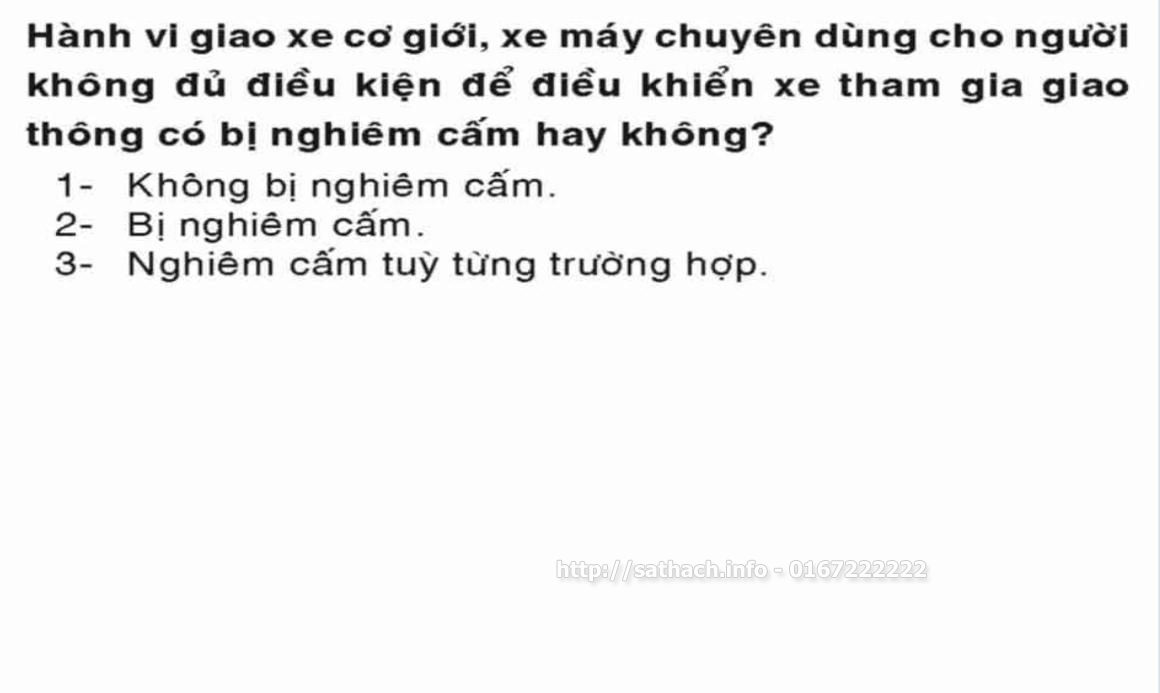 Hành vi giao xe cơ giới, xe máy chuyên dùng cho người
không đủ điều kiện để điều khiển xe tham gia giao
thông có bị nghiêm cấm hay không?
1- Không bị nghiêm cấm.
2- Bị nghiêm cấm.
3- Nghiêm cấm tuỳ từng trường hợp.
http://sathach.info - 0167222222